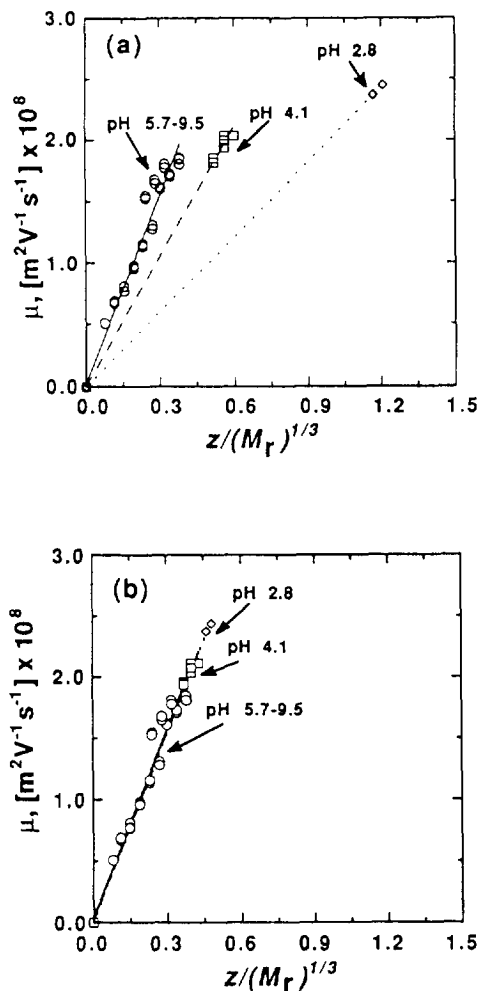 (a)
pH 2.8
pH 5.7-9.5
pH 4.1
3.0
2.0
1.0
0.0
μ, [m²V⁻¹s⁻¹] x 10⁸
0.0 0.3 0.6 0.9 1.2 1.5
z/(Mr)^1/3
(b)
pH 2.8
pH 4.1
pH 5.7-9.5
3.0
2.0
1.0
0.0
μ, [m²V⁻¹s⁻¹] x 10⁸
0.0 0.3 0.6 0.9 1.2 1.5
z/(Mr)^1/3